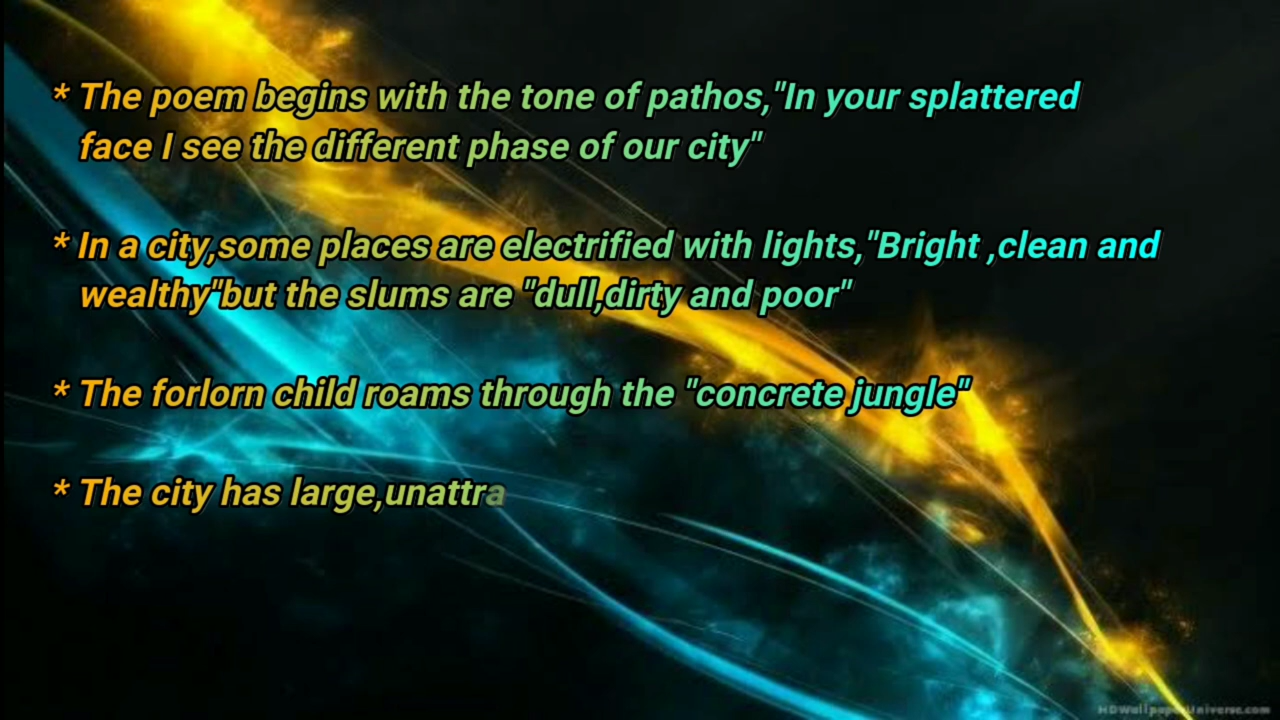 * The poem begins with the tone of pathos,"In your splattered
face I see the different phase of our city"
* In a city,some places are electrified with lights,"Bright ,clean and
wealthy"but the slums are "dull,dirty and poor"
* The forlorn child roams through the "concrete jungle"
* The city has large,unattra
HDWallpaperUniverse.com